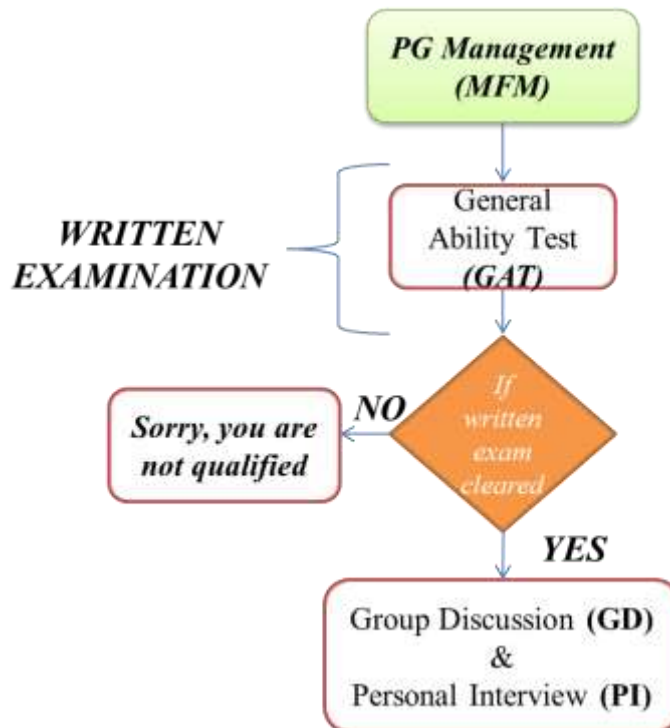 PG Management
(MFM)
WRITTEN
EXAMINATION
General
Ability Test
(GAT)
If
written
exam
cleared
NO
Sorry, you are
not qualified
YES
Group Discussion (GD)
&
Personal Interview (PI)